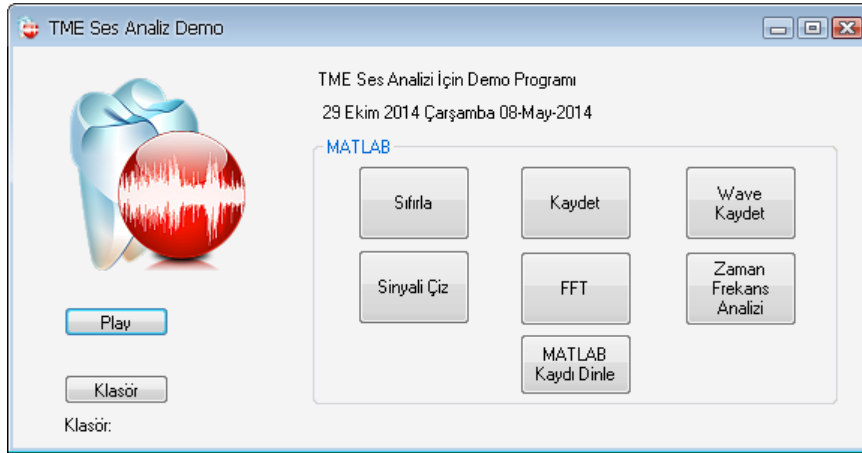 TME Ses Analiz Demo
TME Ses Analizi İçin Demo Programı
29 Ekim 2014 Çarşamba 08-May-2014
MATLAB
Sıfırla
Kaydet
Wave
Kaydet
Sinyali Çiz
FFT
Zaman
Frekans
Analizi
MATLAB
Kaydı Dinle
Play
Klasör
Klasör: